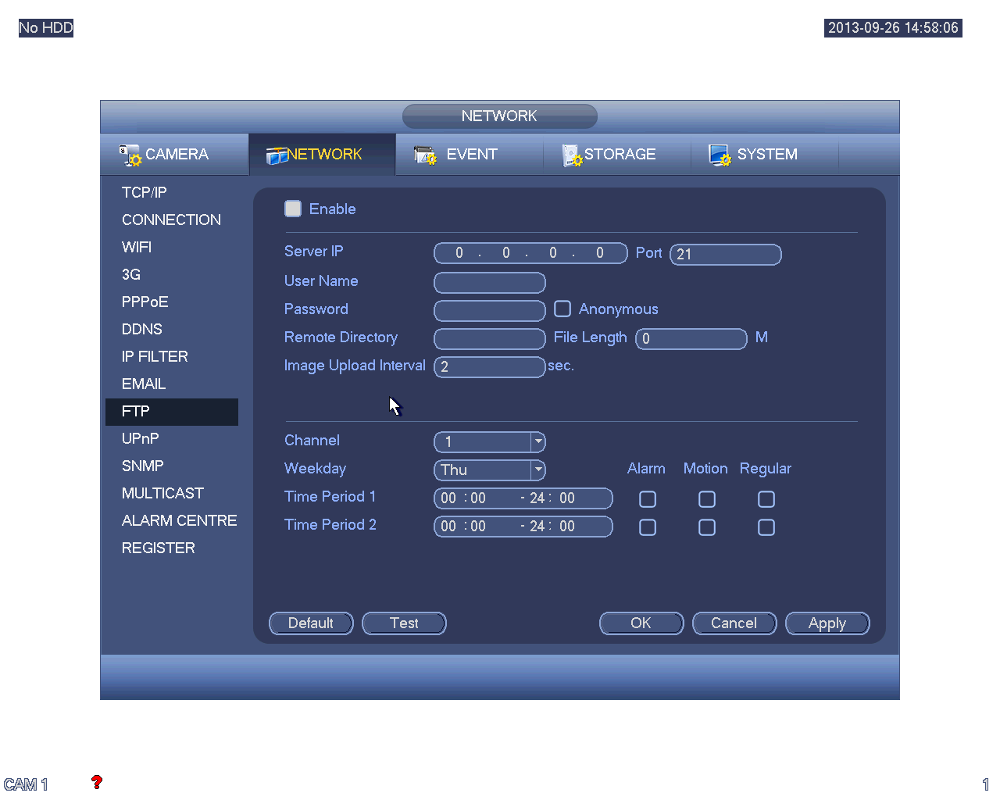 No HDD
2013-09-26 14:58:06
NETWORK
CAMERA NETWORK EVENT STORAGE SYSTEM
TCP/IP
CONNECTION
WIFI
3G
PPPoE
DDNS
IP FILTER
EMAIL
FTP
UPnP
SNMP
MULTICAST
ALARM CENTRE
REGISTER
Enable
Server IP 0 . 0 . 0 . 0 Port 21
User Name
Password Anonymous
Remote Directory File Length 0 M
Image Upload Interval 2 sec.
Channel 1
Weekday Thu Alarm Motion Regular
Time Period 1 00 :00 - 24: 00
Time Period 2 00 :00 - 24: 00
Default Test OK Cancel Apply
CAM 1 ? 1